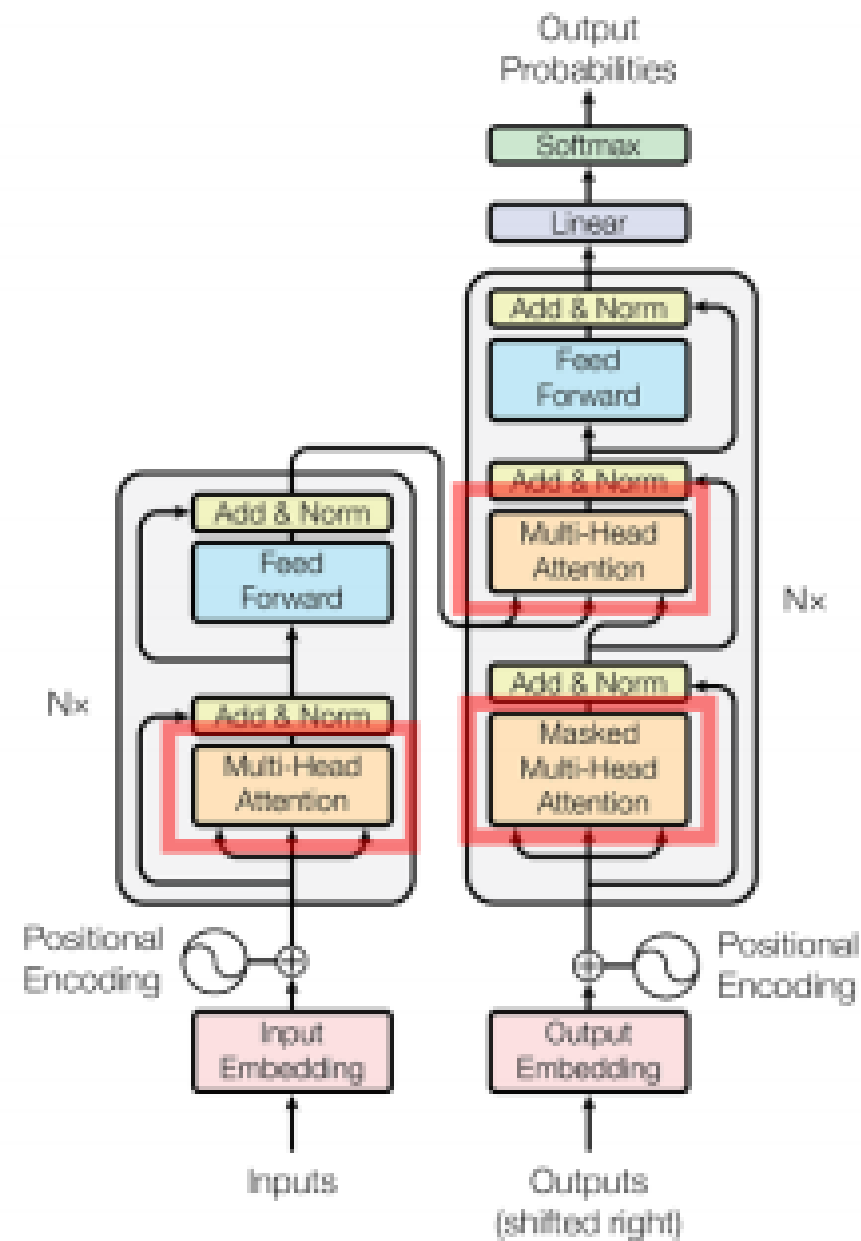 Output
Probabilities
Softmax
Linear
Add & Norm
Feed
Forward
Add & Norm
Multi-Head
Attention
Nx
Add & Norm
Masked
Multi-Head
Attention
Add & Norm
Feed
Forward
Nx
Add & Norm
Multi-Head
Attention
Positional
Encoding
Positional
Encoding
Input
Embedding
Output
Embedding
Inputs
Outputs
(shifted right)